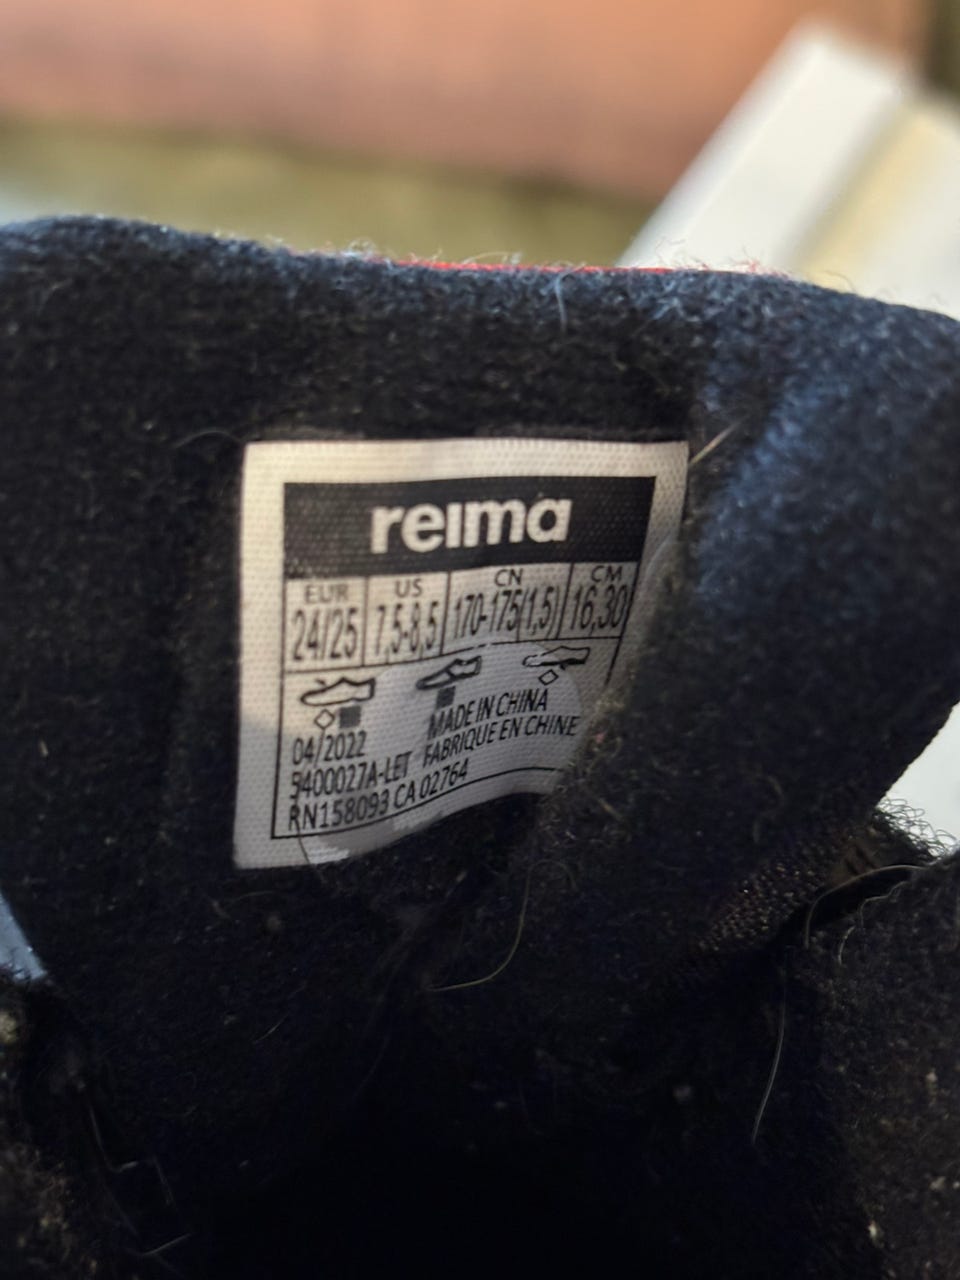 reima
EUR US CN CM
24/25 7,5-8,5 170-175(1,5) 16,30
04/2022 MADE IN CHINA
5400027A-LET FABRIQUE EN CHINE
RN158093 CA 02764